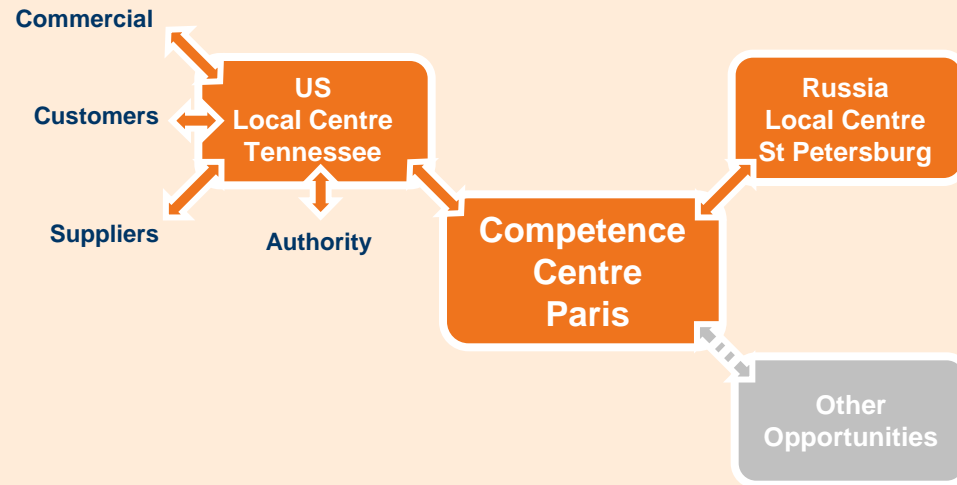 Commercial
Customers
Suppliers
Authority
US
Local Centre
Tennessee
Competence
Centre
Paris
Russia
Local Centre
St Petersburg
Other
Opportunities